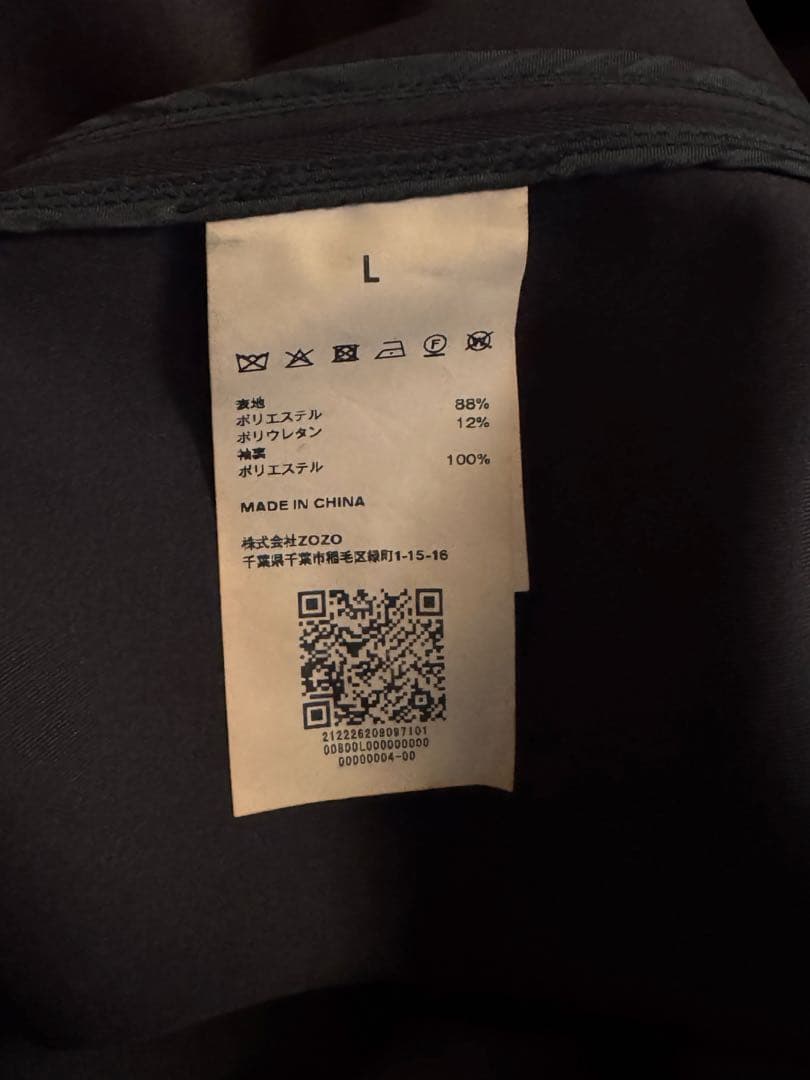 L
F W
表地
ポリエステル 88%
ポリウレタン 12%
袖裏
ポリエステル 100%
MADE IN CHINA
株式会社ZOZO
千葉県千葉市稲毛区緑町1-15-16
212226209097101
00800L000000000
00000004-00